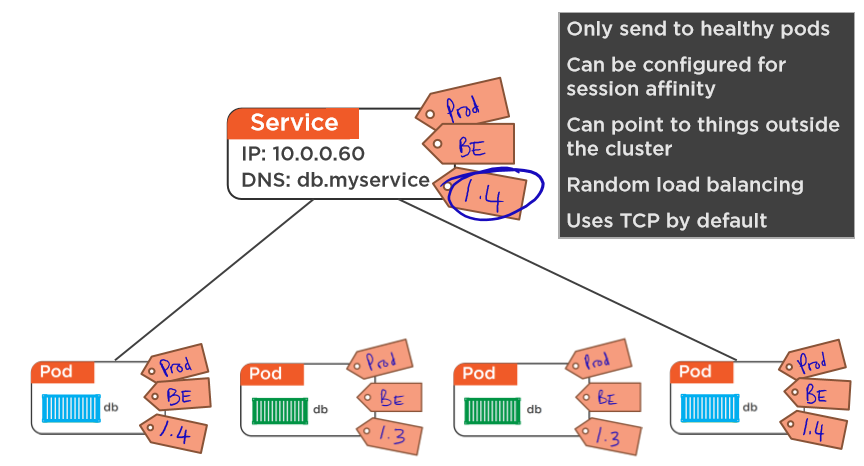 Only send to healthy pods
Can be configured for
session affinity
Can point to things outside
the cluster
Random load balancing
Uses TCP by default
Service
IP: 10.0.0.60
DNS: db.myservice
Prod
BE
1.4
Pod
db
Prod
BE
1.4
Pod
db
Prod
BE
1.3
Pod
db
Prod
BE
1.3
Pod
db
Prod
BE
1.4